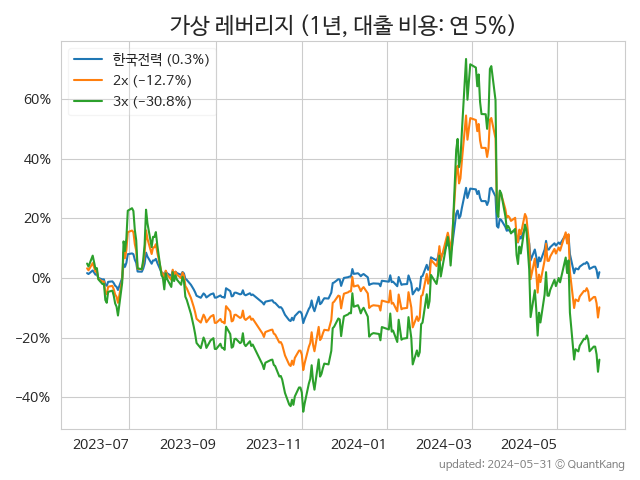 가상 레버리지 (1년, 대출 비용: 연 5%)
한국전력 (0.3%)
2x (−12.7%)
3x (−30.8%)
60%
40%
20%
0%
−20%
−40%
2023-07
2023-09
2023-11
2024-01
2024-03
2024-05
updated: 2024-05-31 © QuantKang